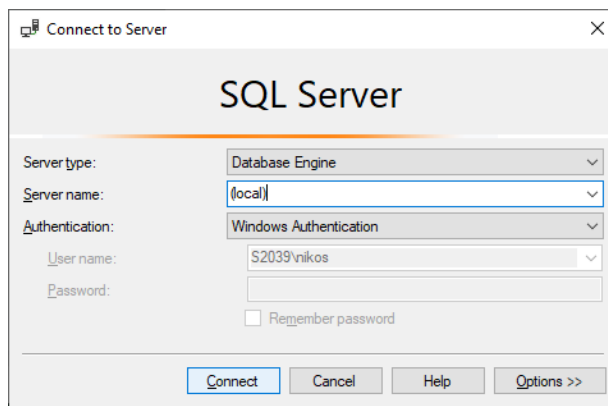 Connect to Server
SQL Server
Server type: Database Engine
Server name: (local)
Authentication: Windows Authentication
User name: S2039\nikos
Password:
Remember password
Connect Cancel Help Options >>